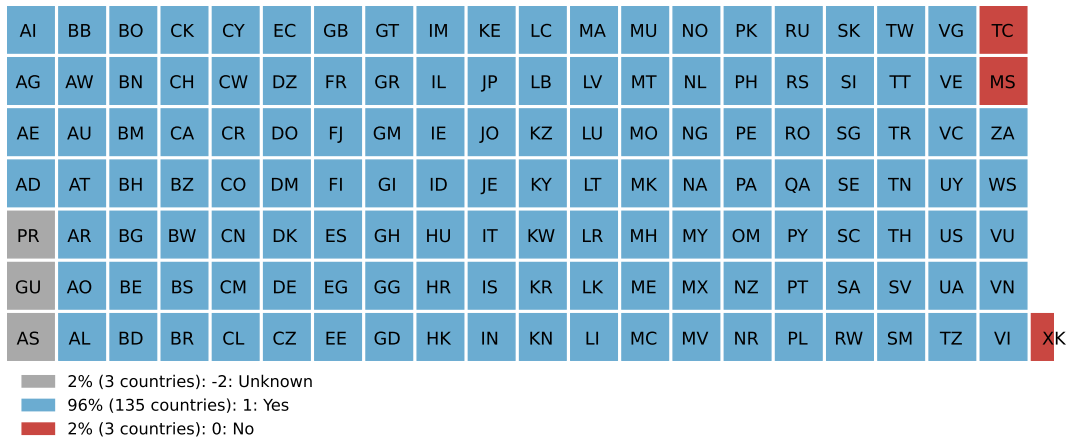 AI BB BO CK CY EC GB GT IM KE LC MA MU NO PK RU SK TW VG TC
AG AW BN CH CW DZ FR GR IL JP LB LV MT NL PH RS SI TT VE MS
AE AU BM CA CR DO FJ GM IE JO KZ LU MO NG PE RO SG TR VC ZA
AD AT BH BZ CO DM FI GI ID JE KY LT MK NA PA QA SE TN UY WS
PR AR BG BW CN DK ES GH HU IT KW LR MH MY OM PY SC TH US VU
GU AO BE BS CM DE EG GG HR IS KR LK ME MX NZ PT SA SV UA VN
AS AL BD BR CL CZ EE GD HK IN KN LI MC MV NR PL RW SM TZ VI XK
2% (3 countries): -2: Unknown
96% (135 countries): 1: Yes
2% (3 countries): 0: No